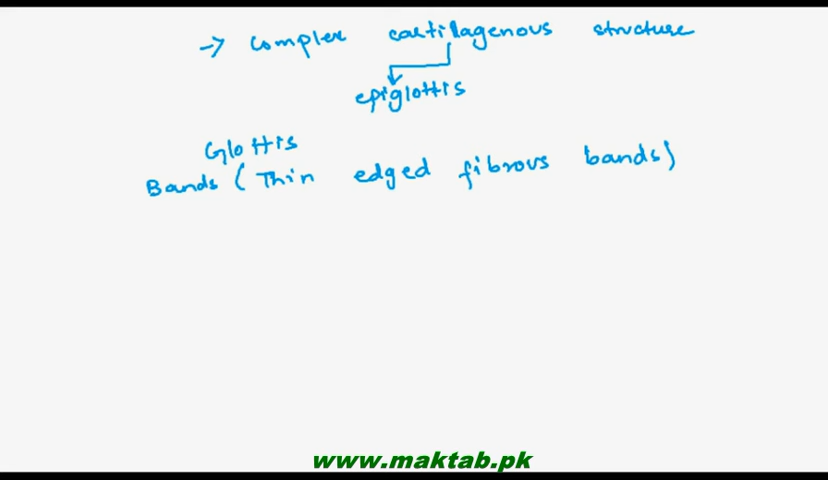 → complex cartilagenous structure
epiglottis
Glottis
Bands (Thin edged fibrous bands)
www.maktab.pk